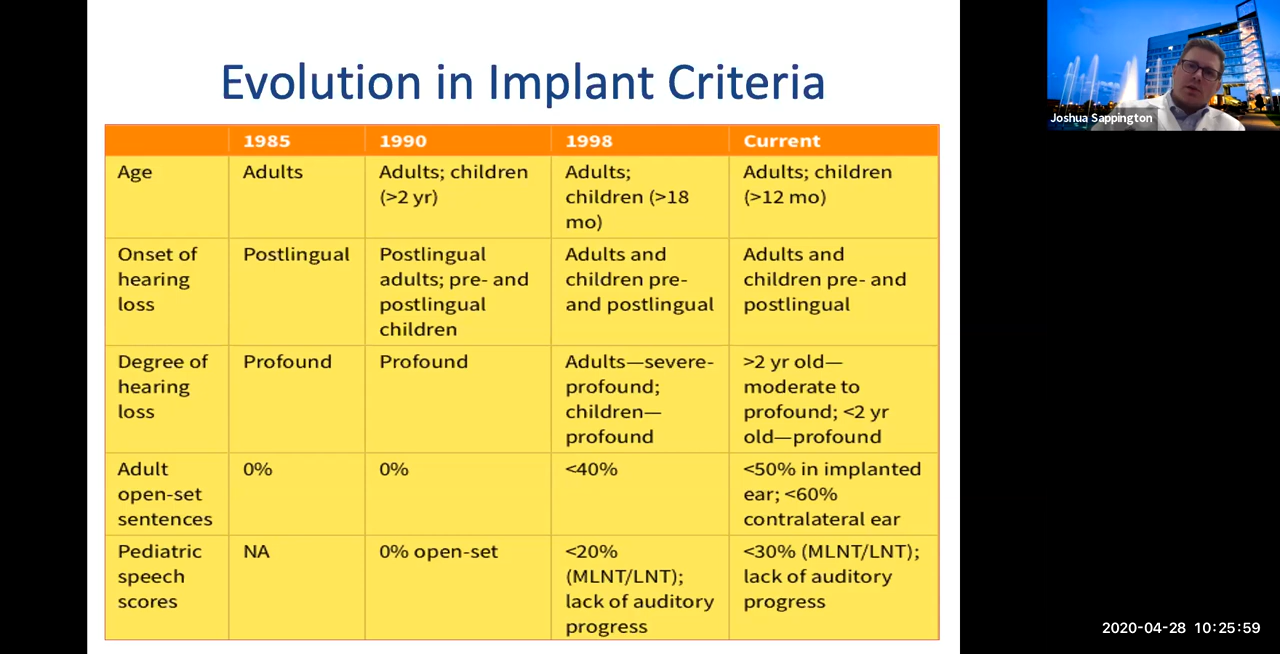 Evolution in Implant Criteria
1985 1990 1998 Current
Age
Adults
Adults; children
(>2 yr)
Adults;
children (>18
mo)
Adults; children
(>12 mo)
Onset of
hearing
loss
Postlingual
Postlingual
adults; pre- and
postlingual
children
Adults and
children pre-
and postlingual
Adults and
children pre- and
postlingual
Degree of
hearing
loss
Profound
Profound
Adults—severe-
profound;
children—
profound
>2 yr old—
moderate to
profound; <2 yr
old—profound
Adult
open-set
sentences
0%
0%
<40%
<50% in implanted
ear; <60%
contralateral ear
Pediatric
speech
scores
NA
0% open-set
<20%
(MLNT/LNT);
lack of auditory
progress
<30% (MLNT/LNT);
lack of auditory
progress
Joshua Sappington
2020-04-28 10:25:59